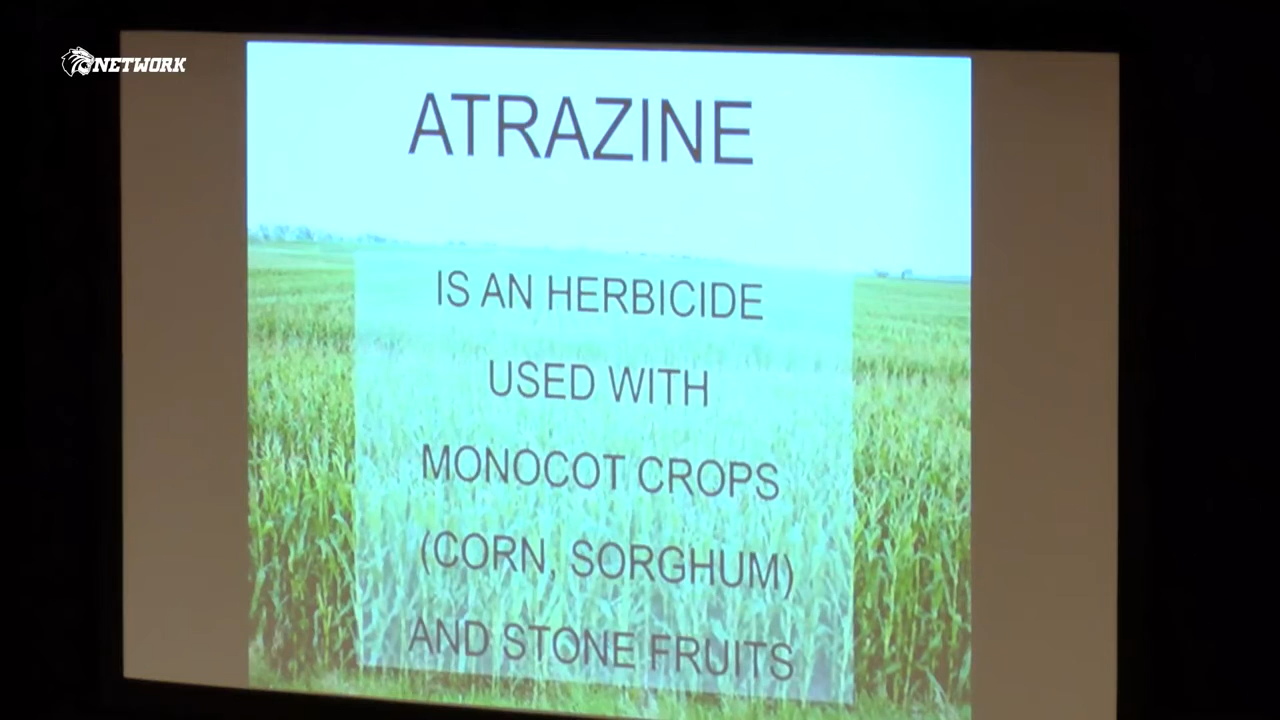 NETWORK
ATRAZINE
IS AN HERBICIDE
USED WITH
MONOCOT CROPS
(CORN, SORGHUM)
AND STONE FRUITS